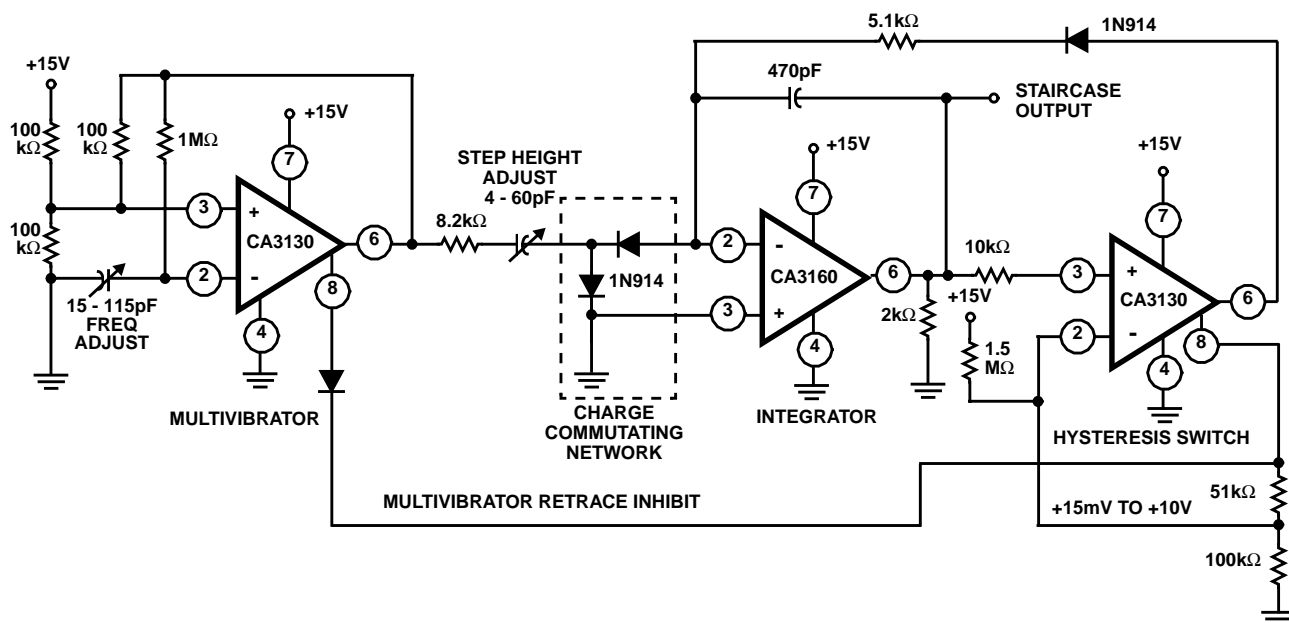 +15V
100
kΩ
100
kΩ
1MΩ
+15V
7
3
+
CA3130
6
100
kΩ
2
-
8
4
15 - 115pF
FREQ
ADJUST
MULTIVIBRATOR
STEP HEIGHT
ADJUST
4 - 60pF
8.2kΩ
1N914
CHARGE
COMMUTATING
NETWORK
5.1kΩ
1N914
470pF
STAIRCASE
OUTPUT
+15V
7
2
-
CA3160
6
3
+
4
2kΩ
INTEGRATOR
10kΩ
+15V
1.5
MΩ
+15V
7
3
+
CA3130
6
2
-
8
4
HYSTERESIS SWITCH
MULTIVIBRATOR RETRACE INHIBIT
+15mV TO +10V
51kΩ
100kΩ